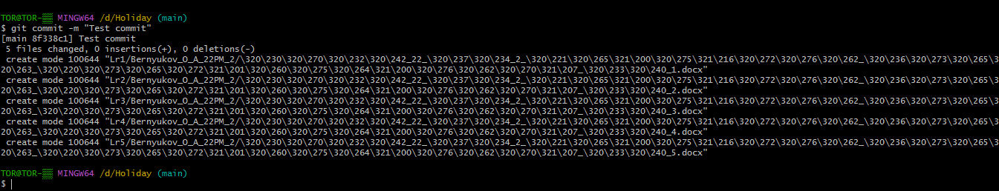 TOR@TOR-▒▒ MINGW64 /d/Holiday (main)
$ git commit -m "Test commit"
[main 8f338c1] Test commit
 5 files changed, 0 insertions(+), 0 deletions(-)
 create mode 100644 "Lr1/Bernyukov_O_A_22PM_2/\320\230\320\270\320\232\320\242_22_\320\237\320\234_2_\320\221\320\265\321\200\320\275\321\216\320\272\320\276\320\262_\320\236\320\273\320\265\3
20\263_\320\220\320\273\320\265\320\272\321\201\320\260\320\275\320\264\321\200\320\276\320\262\320\270\321\207_\320\233\320\240_1.docx"
 create mode 100644 "Lr2/Bernyukov_O_A_22PM_2/\320\230\320\270\320\232\320\242_22_\320\237\320\234_2_\320\221\320\265\321\200\320\275\321\216\320\272\320\276\320\262_\320\236\320\273\320\265\3
20\263_\320\220\320\273\320\265\320\272\321\201\320\260\320\275\320\264\321\200\320\276\320\262\320\270\321\207_\320\233\320\240_2.docx"
 create mode 100644 "Lr3/Bernyukov_O_A_22PM_2/\320\230\320\270\320\232\320\242_22_\320\237\320\234_2_\320\221\320\265\321\200\320\275\321\216\320\272\320\276\320\262_\320\236\320\273\320\265\3
20\263_\320\220\320\273\320\265\320\272\321\201\320\260\320\275\320\264\321\200\320\276\320\262\320\270\321\207_\320\233\320\240_3.docx"
 create mode 100644 "Lr4/Bernyukov_O_A_22PM_2/\320\230\320\270\320\232\320\242_22_\320\237\320\234_2_\320\221\320\265\321\200\320\275\321\216\320\272\320\276\320\262_\320\236\320\273\320\265\3
20\263_\320\220\320\273\320\265\320\272\321\201\320\260\320\275\320\264\321\200\320\276\320\262\320\270\321\207_\320\233\320\240_4.docx"
 create mode 100644 "Lr5/Bernyukov_O_A_22PM_2/\320\230\320\270\320\232\320\242_22_\320\237\320\234_2_\320\221\320\265\321\200\320\275\321\216\320\272\320\276\320\262_\320\236\320\273\320\265\3
20\263_\320\220\320\273\320\265\320\272\321\201\320\260\320\275\320\264\321\200\320\276\320\262\320\270\321\207_\320\233\320\240_5.docx"
TOR@TOR-▒▒ MINGW64 /d/Holiday (main)
$